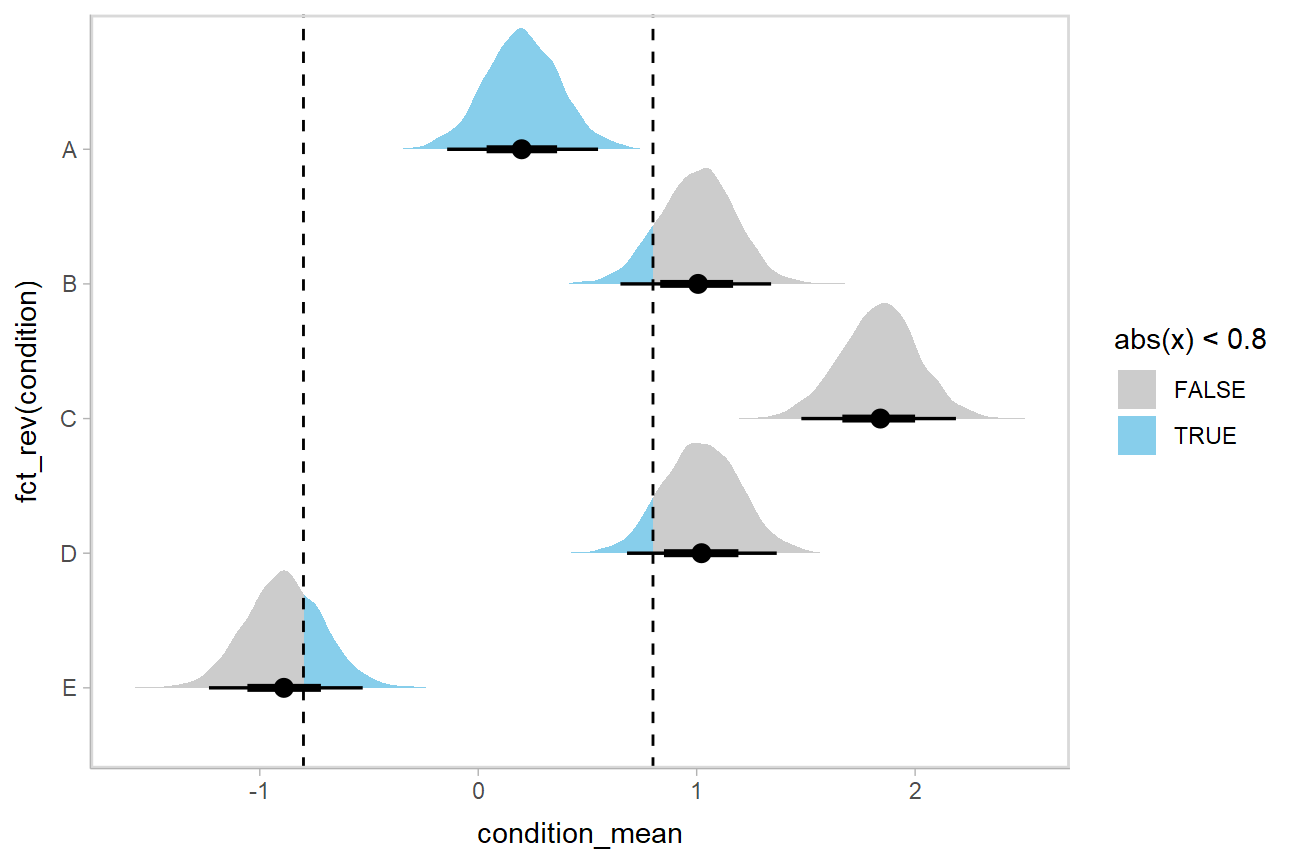 A
B
C
D
E
fct_rev(condition)
-1
0
1
2
condition_mean
abs(x) < 0.8
FALSE
TRUE